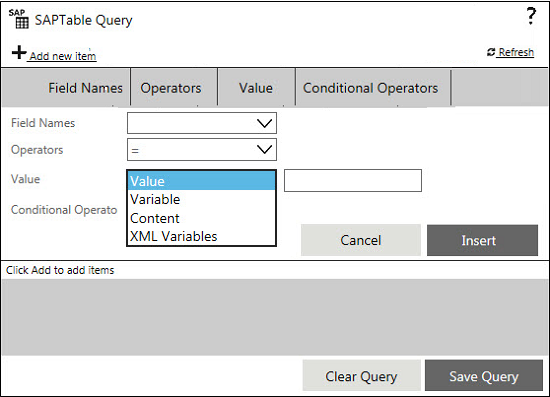 SAP SAPTable Query ?
Add new item Refresh
Field Names Operators Value Conditional Operators
Field Names
Operators =
Value Value
Variable
Conditional Operato Content
XML Variables
Cancel Insert
Click Add to add items
Clear Query Save Query